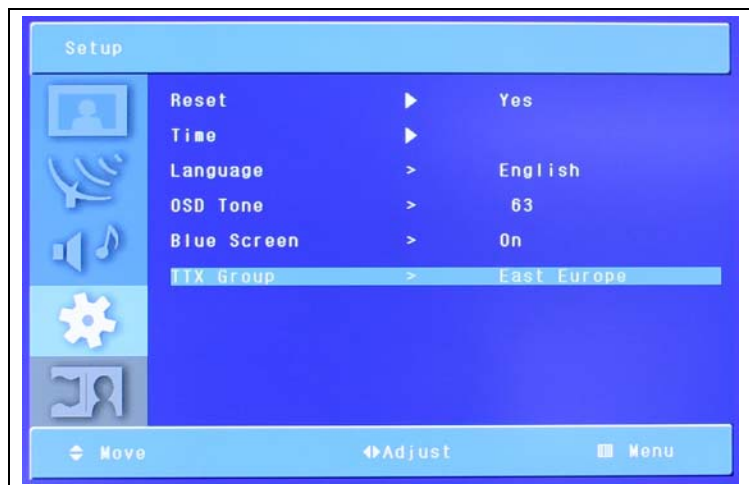 Setup
Reset Yes
Time
Language > English
OSD Tone > 63
Blue Screen > On
TTX Group > East Europe
Move Adjust Menu